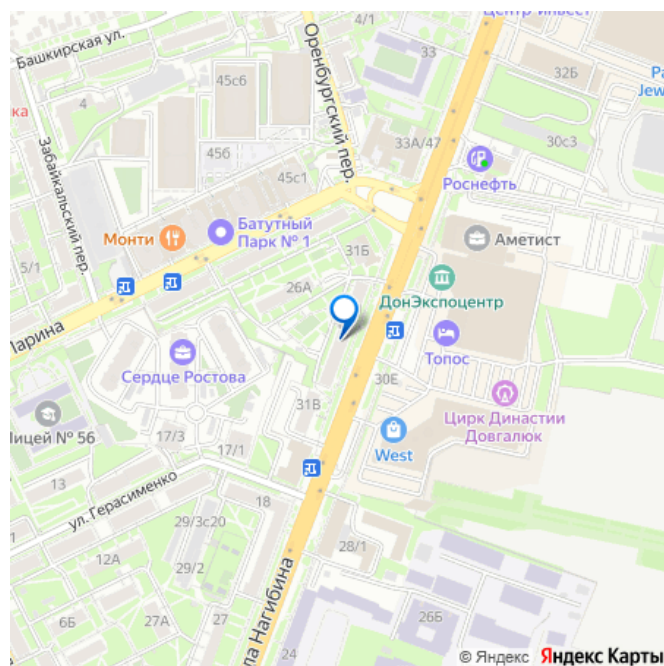 4/1
Центр-инвест
Башкирская ул.
Оренбургский пер.
33
32Б
45с6
4
Забайкальский пер.
45б
33А/47
30с3
Роснефть
45с1
Монти
Батутный
Парк № 1
31Б
Аметист
5/1
26А
ДонЭкспоцентр
Топос
Сердце Ростова
30Е
31В
Цирк Династии
Довгалюк
West
Лицей № 56
17/3
17/1
13
ул. Герасименко
18
29/3с20
28/1
12А
29/2
6Б
27А
27
26Б
24
Нагибина
© Яндекс Яндекс Карты